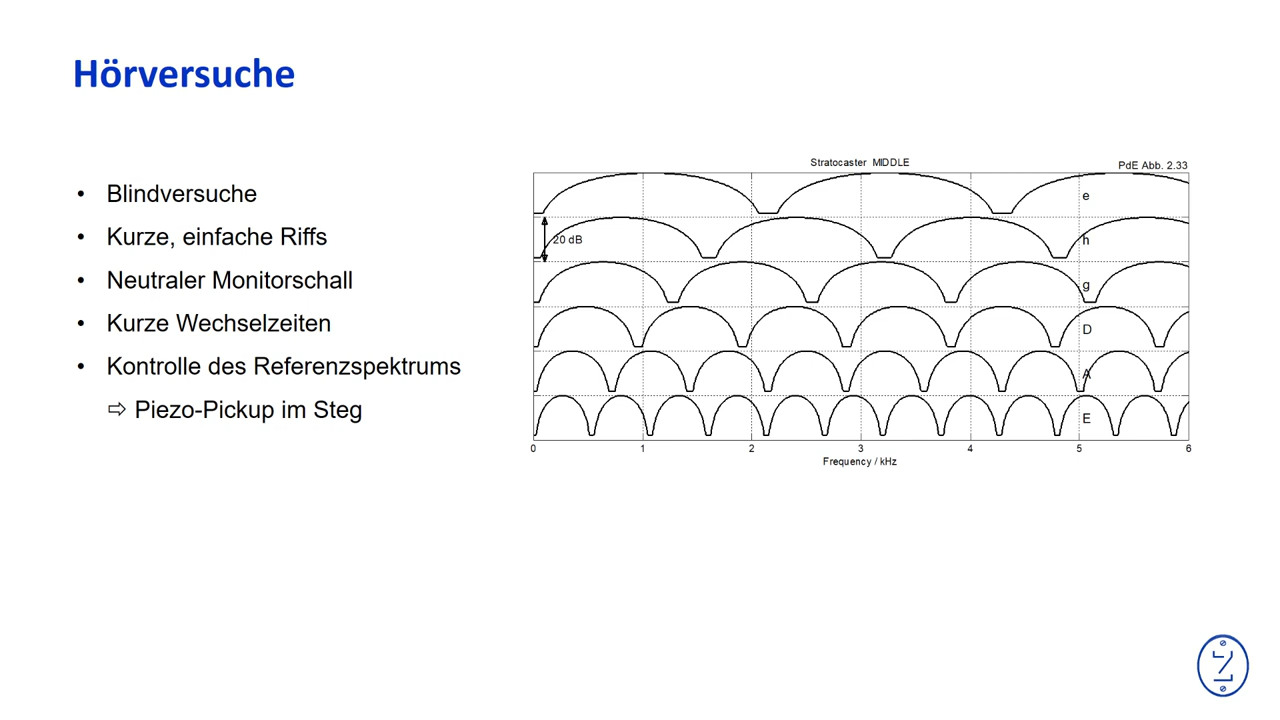 Hörversuche
• Blindversuche
• Kurze, einfache Riffs
• Neutraler Monitorschall
• Kurze Wechselzeiten
• Kontrolle des Referenzspektrums
⇨ Piezo-Pickup im Steg
Stratocaster MIDDLE
PdE Abb. 2.33
e
20 dB
h
g
D
A
E
0 1 2 3 4 5 6
Frequency / kHz